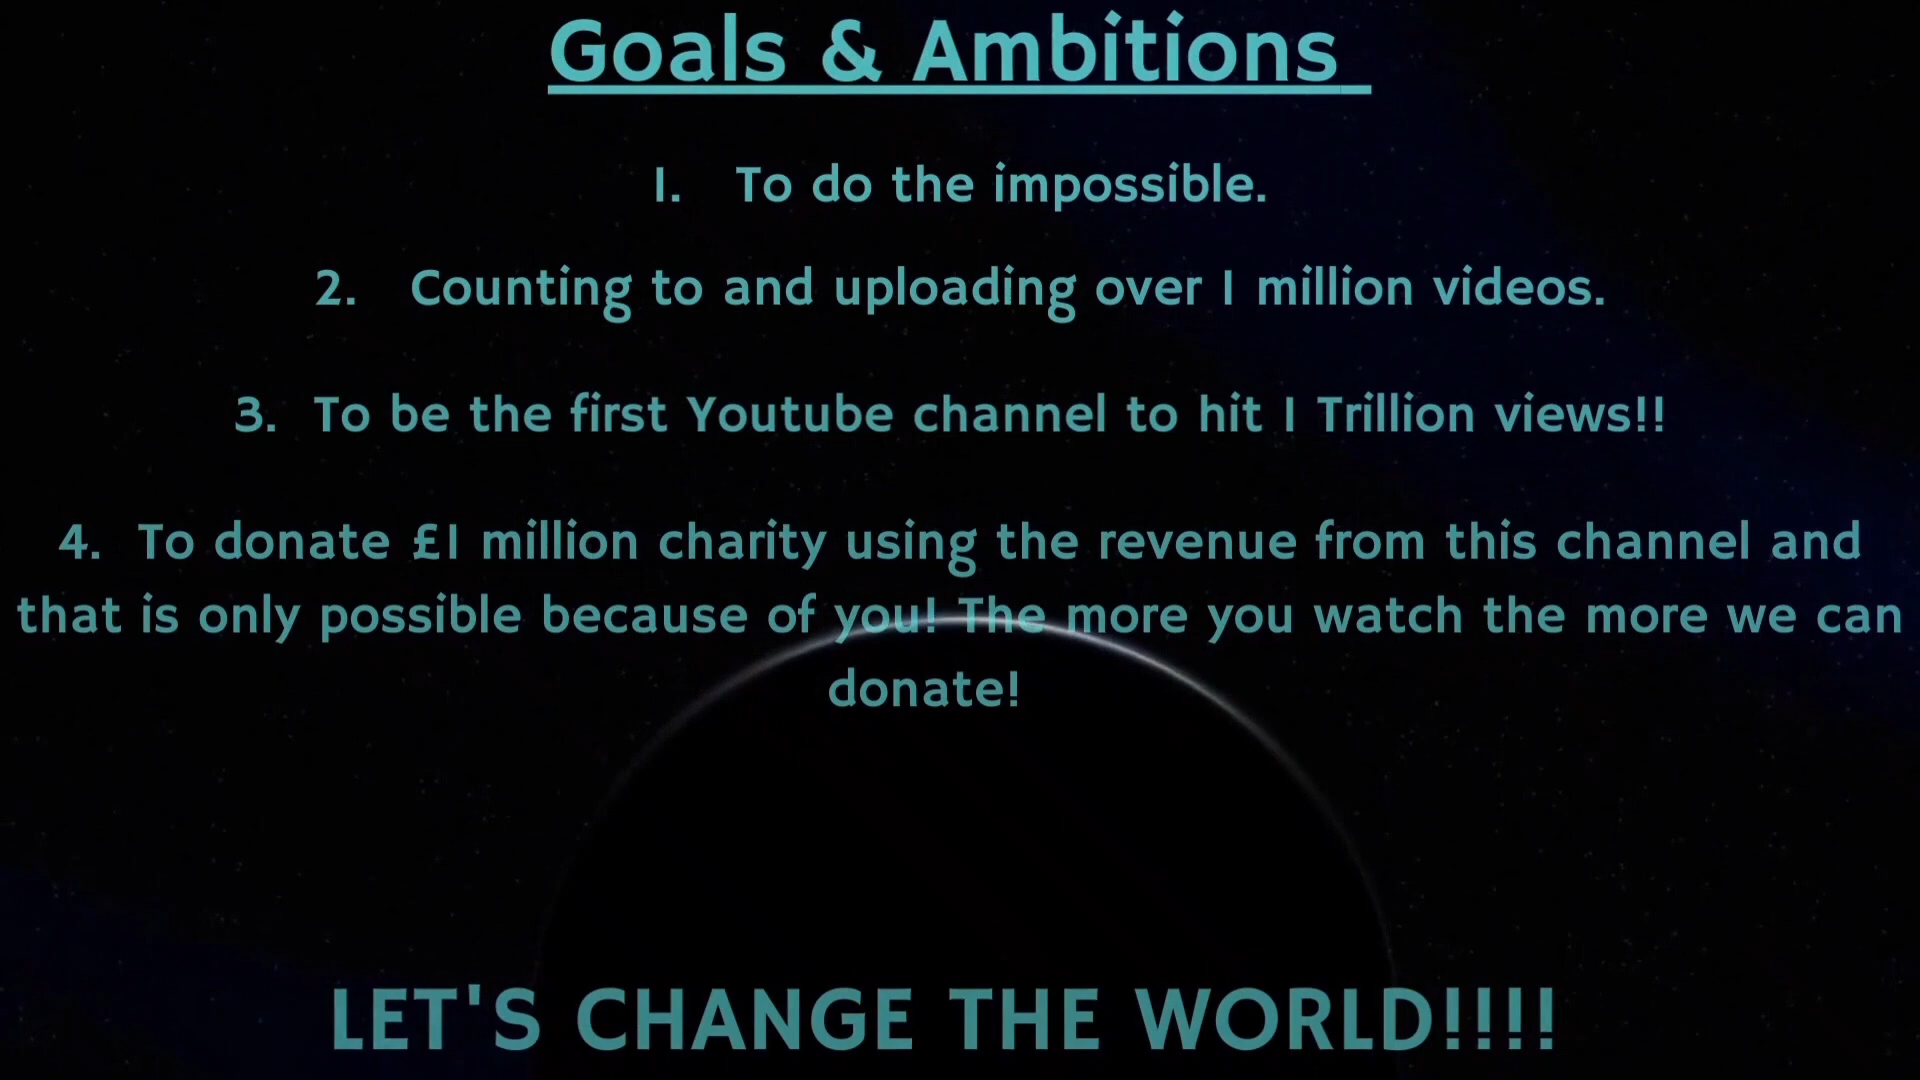 Goals & Ambitions
1. To do the impossible.
2. Counting to and uploading over 1 million videos.
3. To be the first Youtube channel to hit 1 Trillion views!!
4. To donate £1 million charity using the revenue from this channel and
that is only possible because of you! The more you watch the more we can
donate!
LET'S CHANGE THE WORLD!!!!